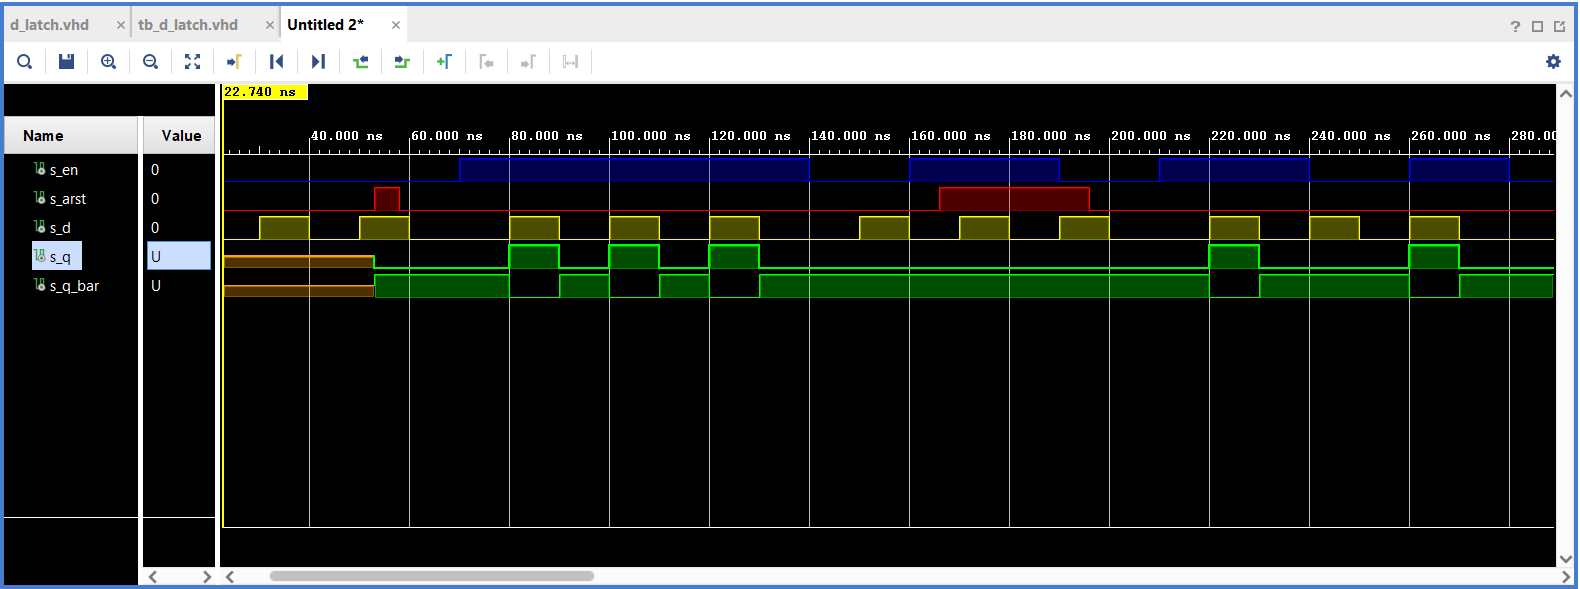 d_latch.vhd × tb_d_latch.vhd × Untitled 2* × ?
22.740 ns
Name Value
40.000 ns 60.000 ns 80.000 ns 100.000 ns 120.000 ns 140.000 ns 160.000 ns 180.000 ns 200.000 ns 220.000 ns 240.000 ns 260.000 ns 280.00
s_en 0
s_arst 0
s_d 0
s_q U
s_q_bar U